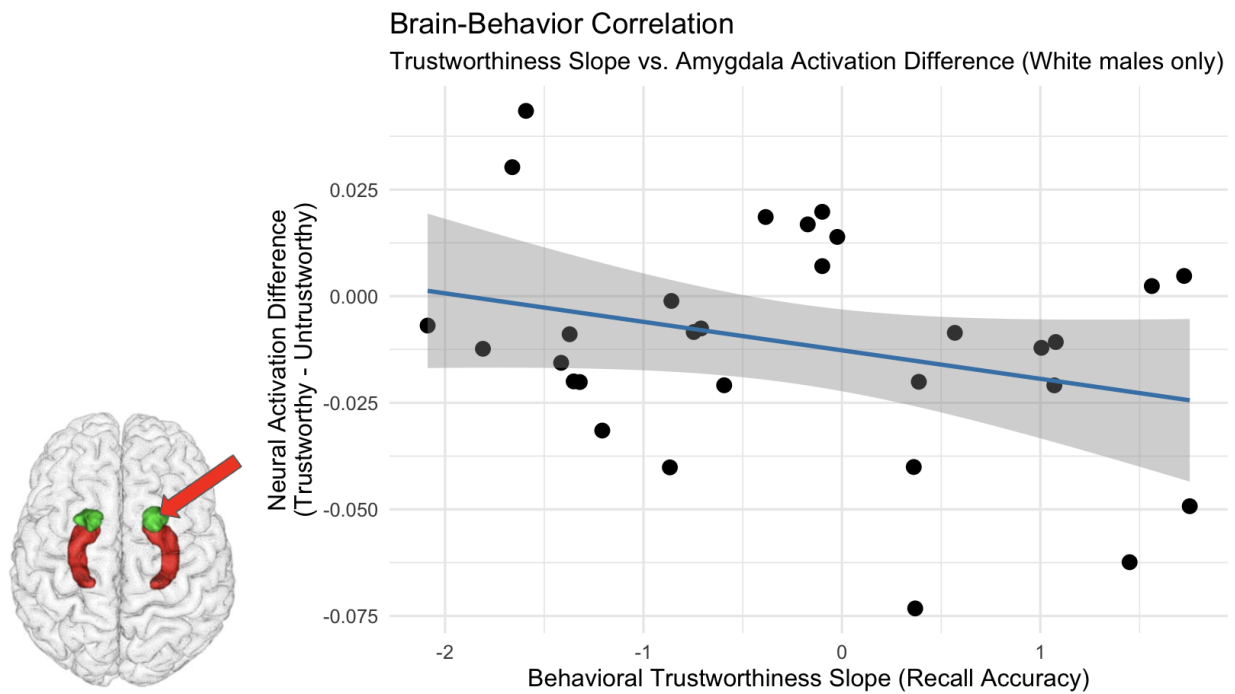 Brain-Behavior Correlation
Trustworthiness Slope vs. Amygdala Activation Difference (White males only)
Neural Activation Difference
(Trustworthy - Untrustworthy)
0.025
0.000
-0.025
-0.050
-0.075
-2
-1
0
1
Behavioral Trustworthiness Slope (Recall Accuracy)